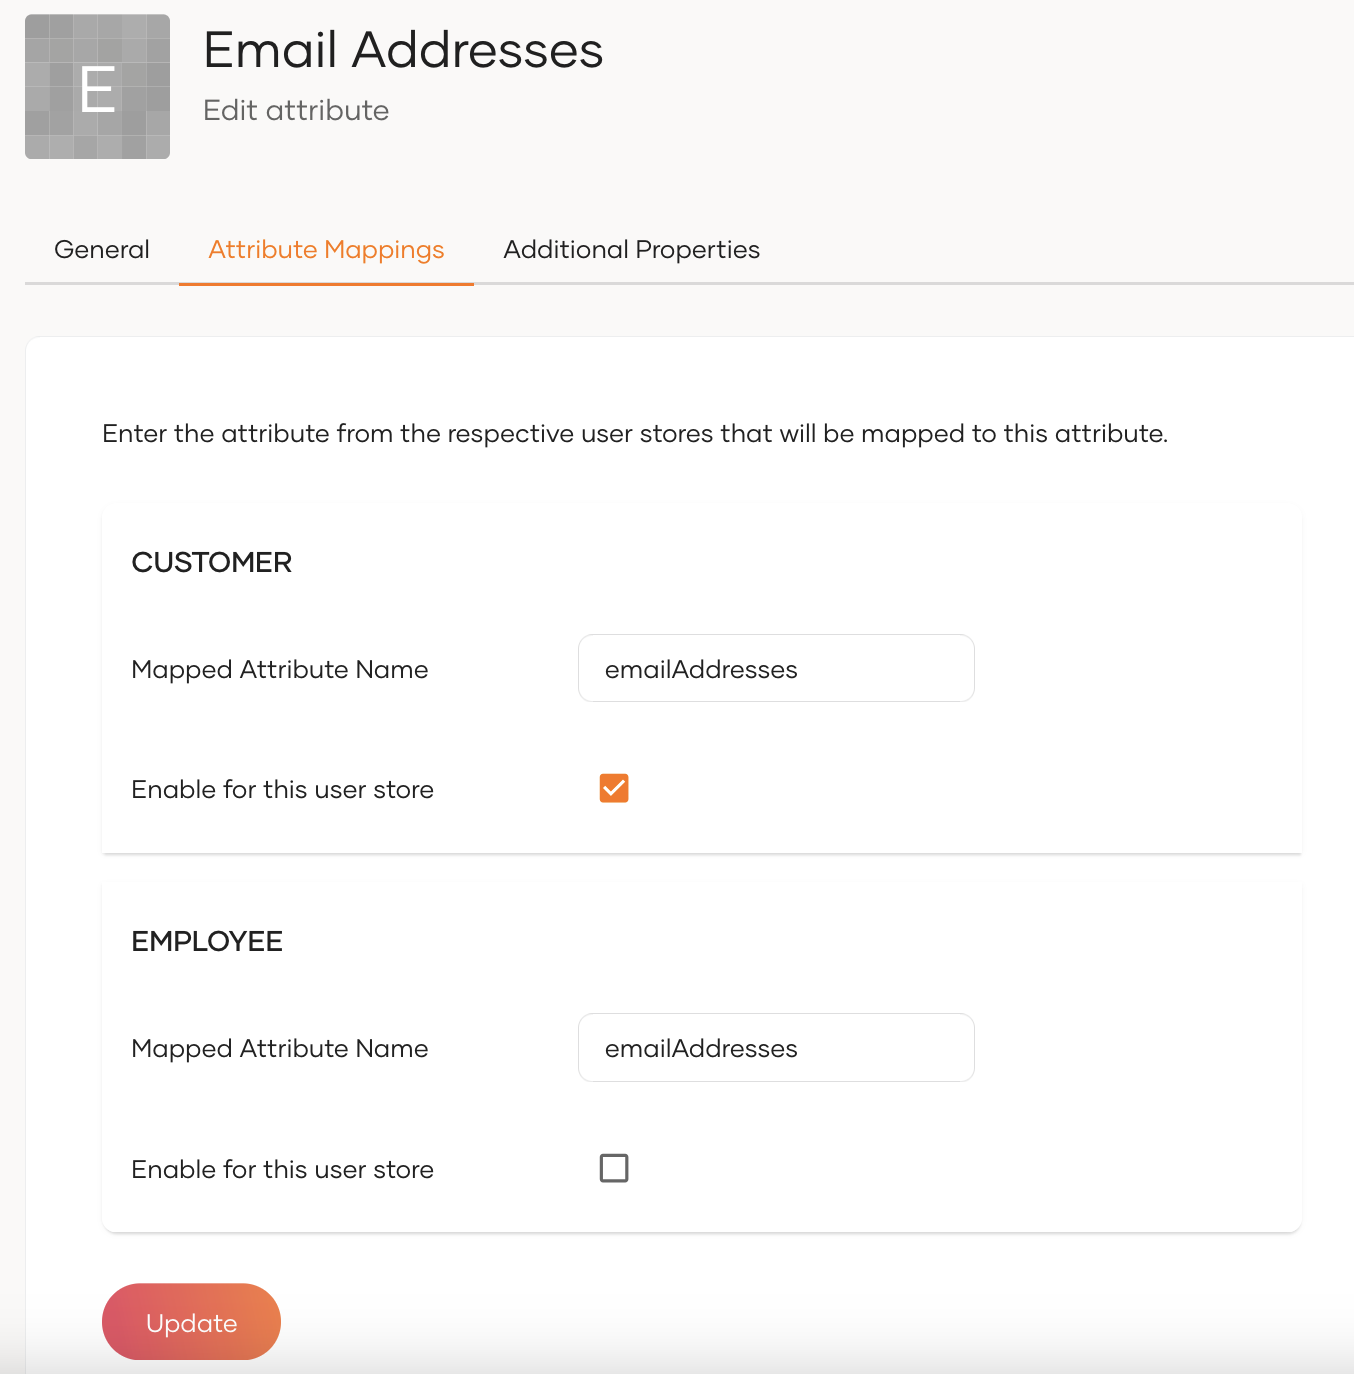 E
Email Addresses
Edit attribute
General Attribute Mappings Additional Properties
Enter the attribute from the respective user stores that will be mapped to this attribute.
CUSTOMER
Mapped Attribute Name emailAddresses
Enable for this user store
EMPLOYEE
Mapped Attribute Name emailAddresses
Enable for this user store
Update